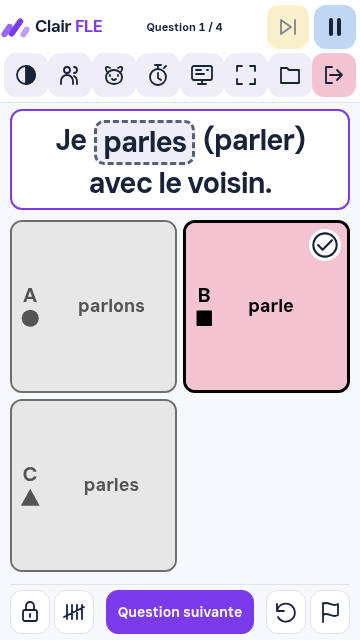 Clair FLE
Question 1 / 4
Je parles (parler)
avec le voisin.
A
parlons
B
parle
C
parles
Question suivante